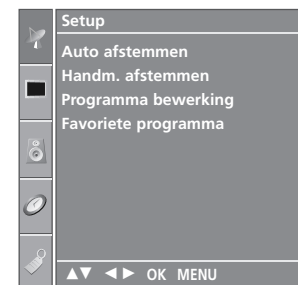 Setup
Auto afstemmen
Handm. afstemmen
Programma bewerking
Favoriete programma
▲▼ ◄► OK MENU